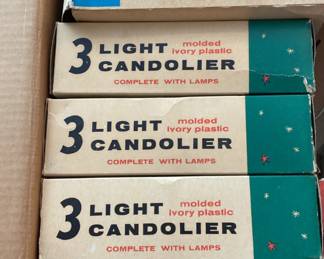 3 LIGHT molded
ivory plastic
CANDOLIER
COMPLETE WITH LAMPS
3 LIGHT molded
ivory plastic
CANDOLIER
COMPLETE WITH LAMPS
3 LIGHT molded
ivory plastic
CANDOLIER
COMPLETE WITH LAMPS